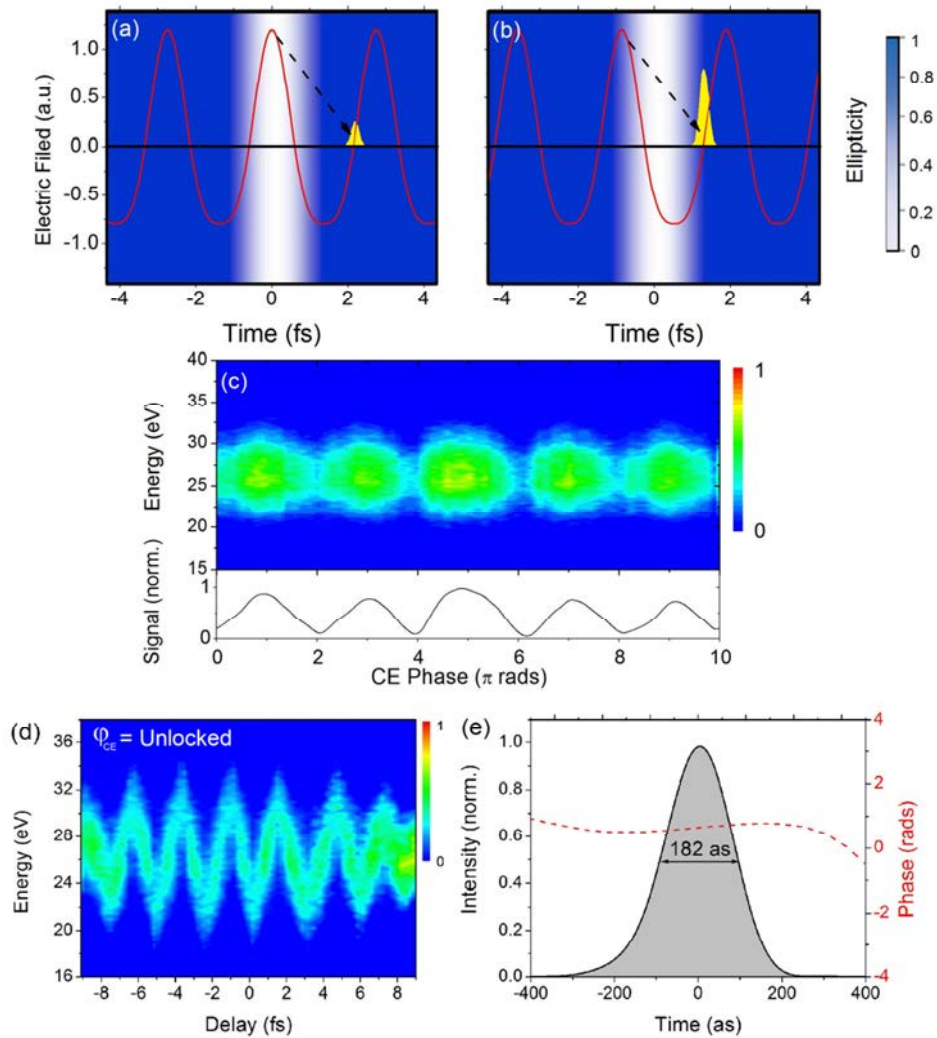 (a)
(b)
Electric Filed (a.u.)
1.0
0.5
0.0
-0.5
-1.0
-4 -2 0 2 4
Time (fs)
-4 -2 0 2 4
Time (fs)
Ellipticity
1
0.8
0.6
0.4
0.2
0
(c)
Energy (eV)
40
35
30
25
20
15
1
0
Signal (norm.)
1
0
0 2 4 6 8 10
CE Phase (π rads)
(d)
φCE = Unlocked
Energy (eV)
36
32
28
24
20
16
1
0
-8 -6 -4 -2 0 2 4 6 8
Delay (fs)
(e)
Intensity (norm.)
1.0
0.8
0.6
0.4
0.2
0.0
182 as
4
2
0
-2
-4
Phase (rads)
-400 -200 0 200 400
Time (as)